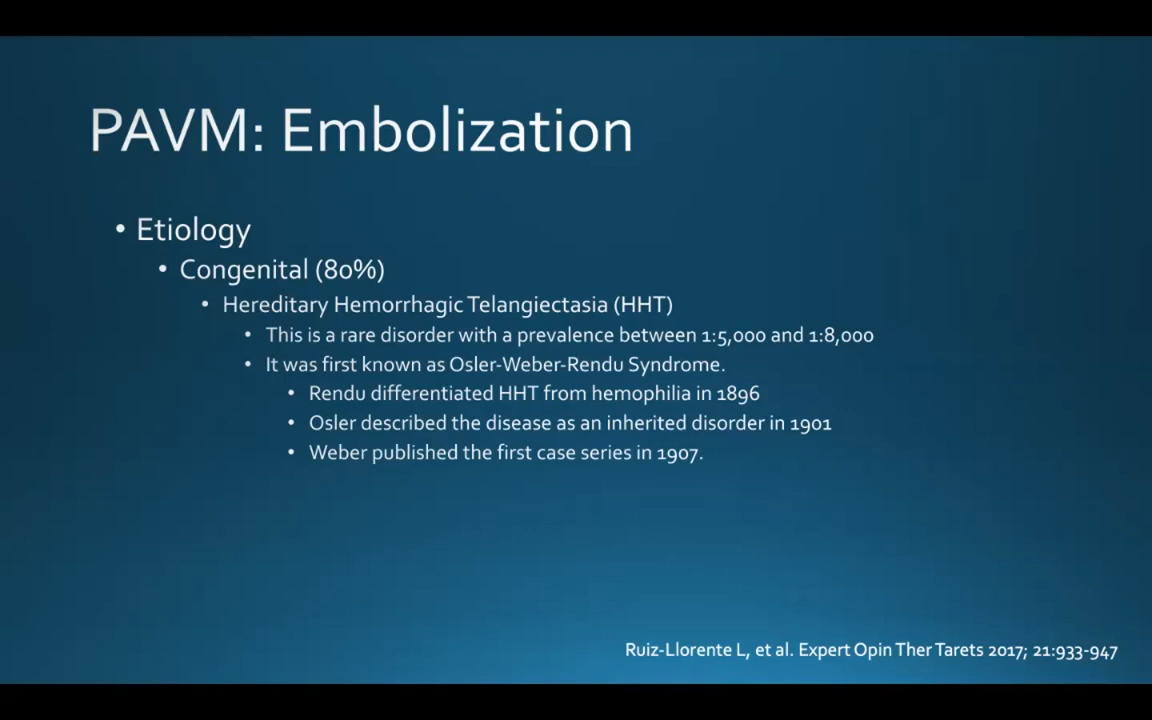 PAVM: Embolization
• Etiology
• Congenital (80%)
• Hereditary Hemorrhagic Telangiectasia (HHT)
• This is a rare disorder with a prevalence between 1:5,000 and 1:8,000
• It was first known as Osler-Weber-Rendu Syndrome.
• Rendu differentiated HHT from hemophilia in 1896
• Osler described the disease as an inherited disorder in 1901
• Weber published the first case series in 1907.
Ruiz-Llorente L, et al. Expert Opin Ther Tarets 2017; 21:933-947